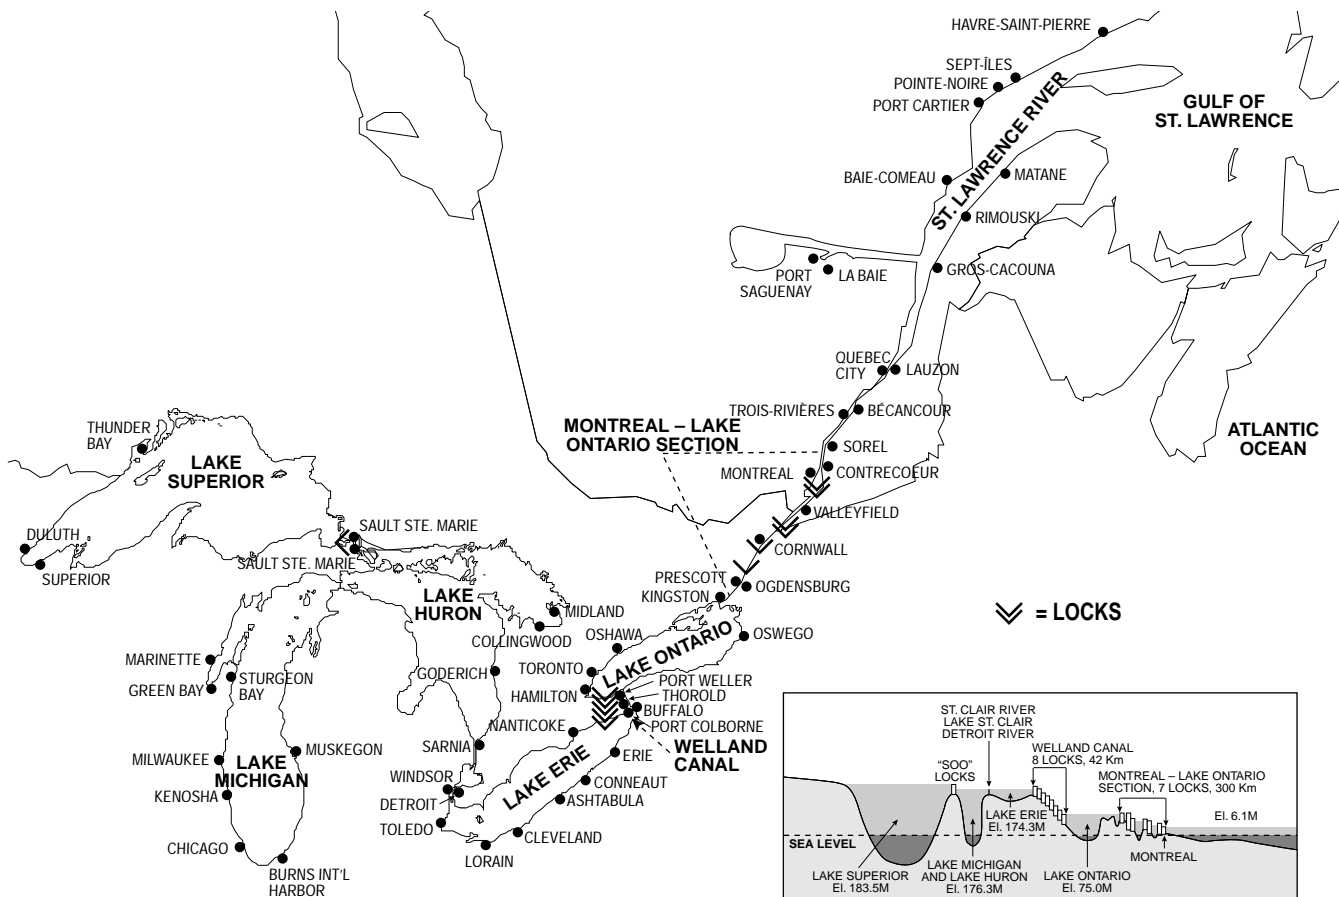 HAVRE-SAINT-PIERRE
SEPT-ÎLES
POINTE-NOIRE
PORT CARTIER
GULF OF
ST. LAWRENCE
ST. LAWRENCE RIVER
BAIE-COMEAU
MATANE
RIMOUSKI
GROS-CACOUNA
PORT
SAGUENAY
LA BAIE
QUEBEC
CITY
LAUZON
TROIS-RIVIÈRES
BÉCANCOUR
MONTREAL – LAKE
ONTARIO SECTION
SOREL
ATLANTIC
OCEAN
MONTREAL
CONTRECOEUR
VALLEYFIELD
CORNWALL
THUNDER
BAY
LAKE
SUPERIOR
DULUTH
SUPERIOR
SAULT STE. MARIE
SAULT STE. MARIE
PRESCOTT
KINGSTON
OGDENSBURG
LAKE
HURON
MIDLAND
COLLINGWOOD
OSHAWA
OSWEGO
= LOCKS
LAKE ONTARIO
MARINETTE
GREEN BAY
STURGEON
BAY
GODERICH
TORONTO
HAMILTON
PORT WELLER
THOROLD
BUFFALO
PORT COLBORNE
NANTICOKE
WELLAND
CANAL
MILWAUKEE
LAKE
MICHIGAN
MUSKEGON
SARNIA
LAKE ERIE
ERIE
KENOSHA
WINDSOR
DETROIT
CONNEAUT
ASHTABULA
TOLEDO
CLEVELAND
LORAIN
CHICAGO
BURNS INT'L
HARBOR
ST. CLAIR RIVER
LAKE ST. CLAIR
DETROIT RIVER
"SOO"
LOCKS
WELLAND CANAL
8 LOCKS, 42 Km
MONTREAL – LAKE ONTARIO
SECTION, 7 LOCKS, 300 Km
LAKE ERIE
El. 174.3M
El. 6.1M
SEA LEVEL
MONTREAL
LAKE SUPERIOR
El. 183.5M
LAKE MICHIGAN
AND LAKE HURON
El. 176.3M
LAKE ONTARIO
El. 75.0M